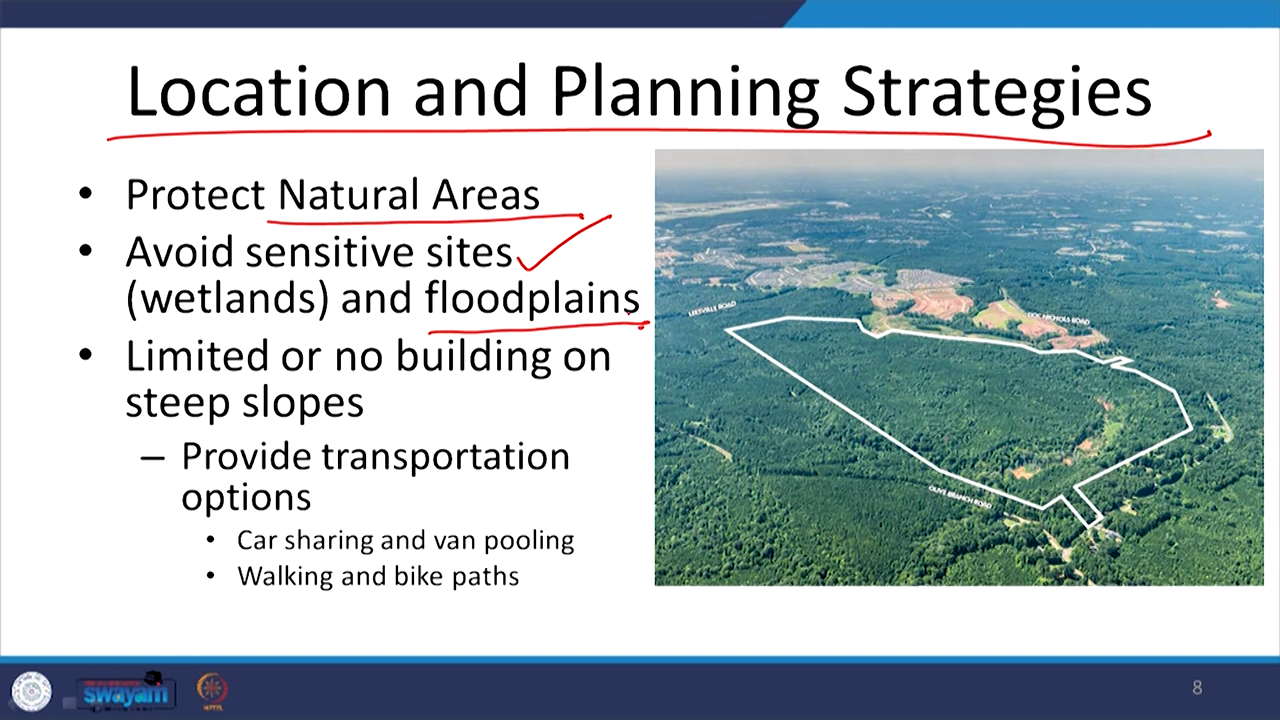 Location and Planning Strategies
• Protect Natural Areas
• Avoid sensitive sites
(wetlands) and floodplains
• Limited or no building on
steep slopes
– Provide transportation
options
• Car sharing and van pooling
• Walking and bike paths
LEESVILLE ROAD
DOC NICHOLS ROAD
OLIVE BRANCH ROAD
swayam
NPTEL
8